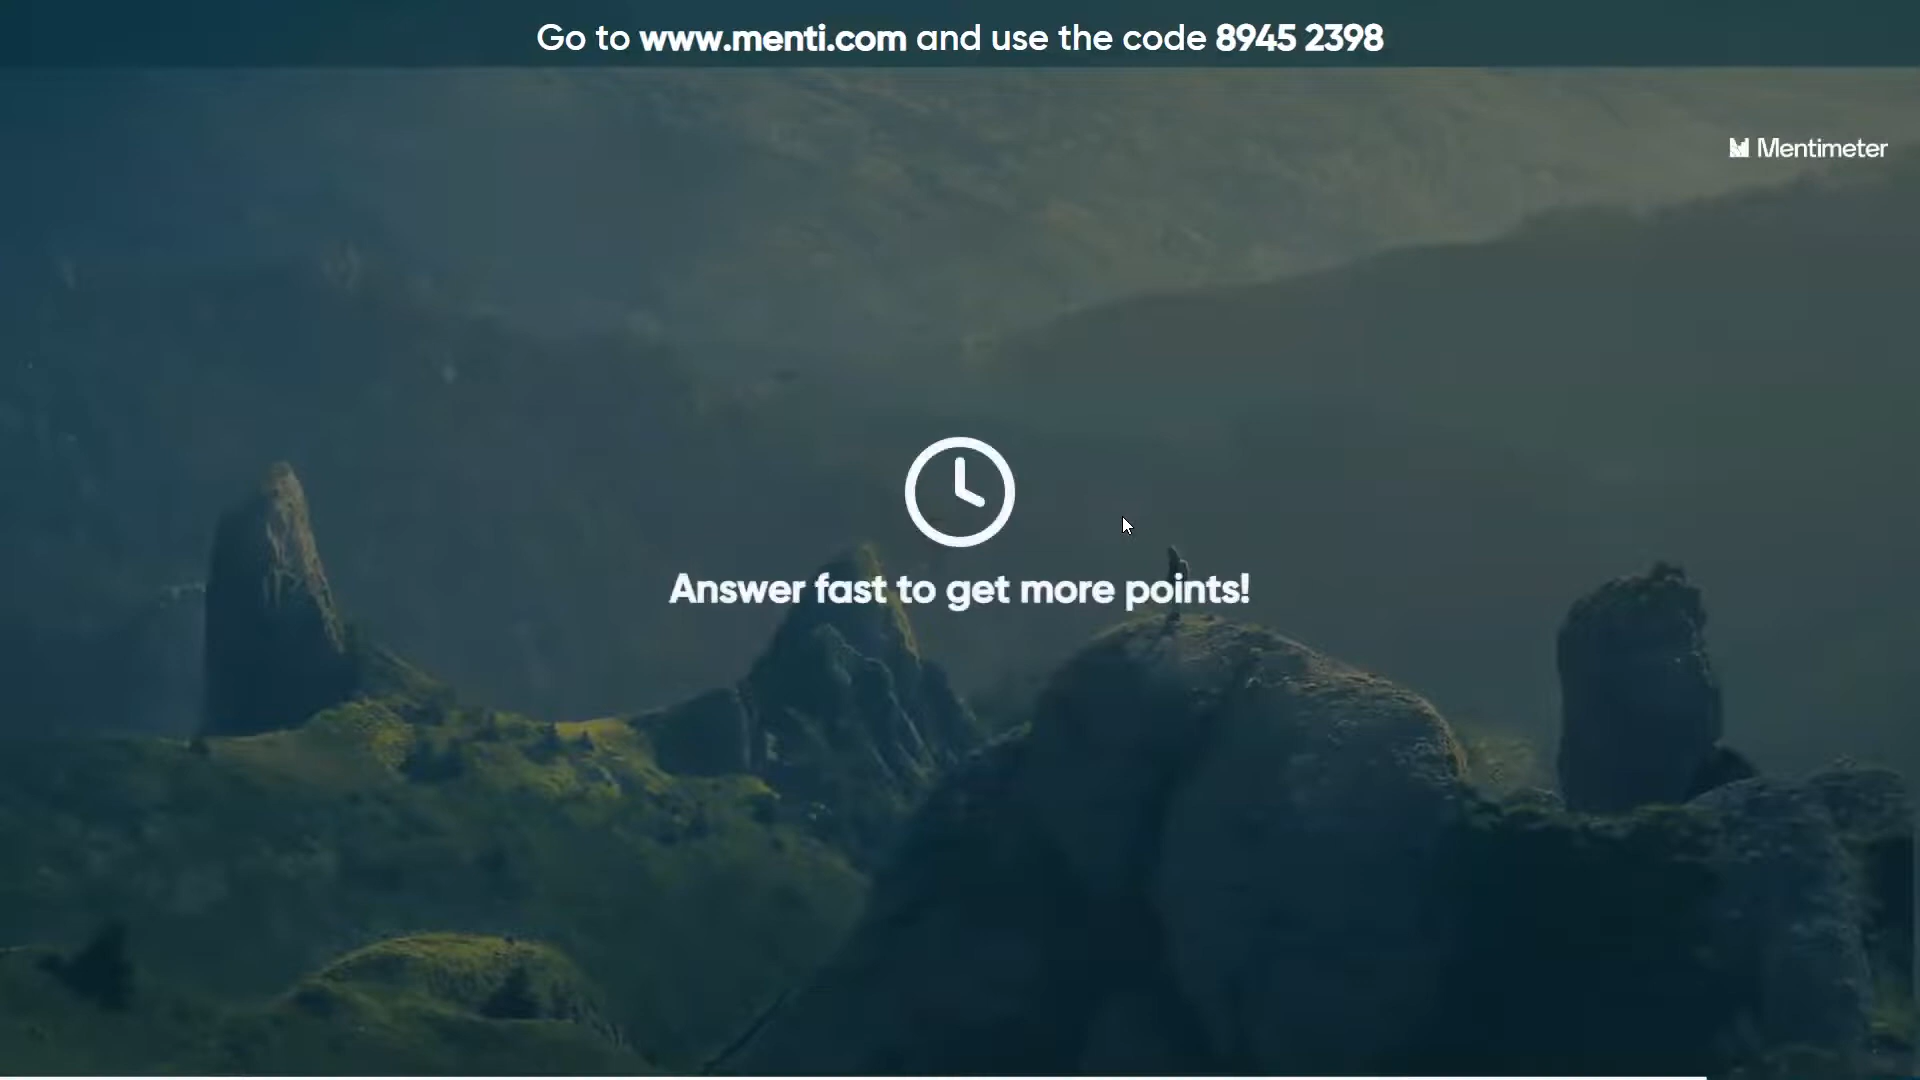 Go to www.menti.com and use the code 8945 2398
Mentimeter
Answer fast to get more points!